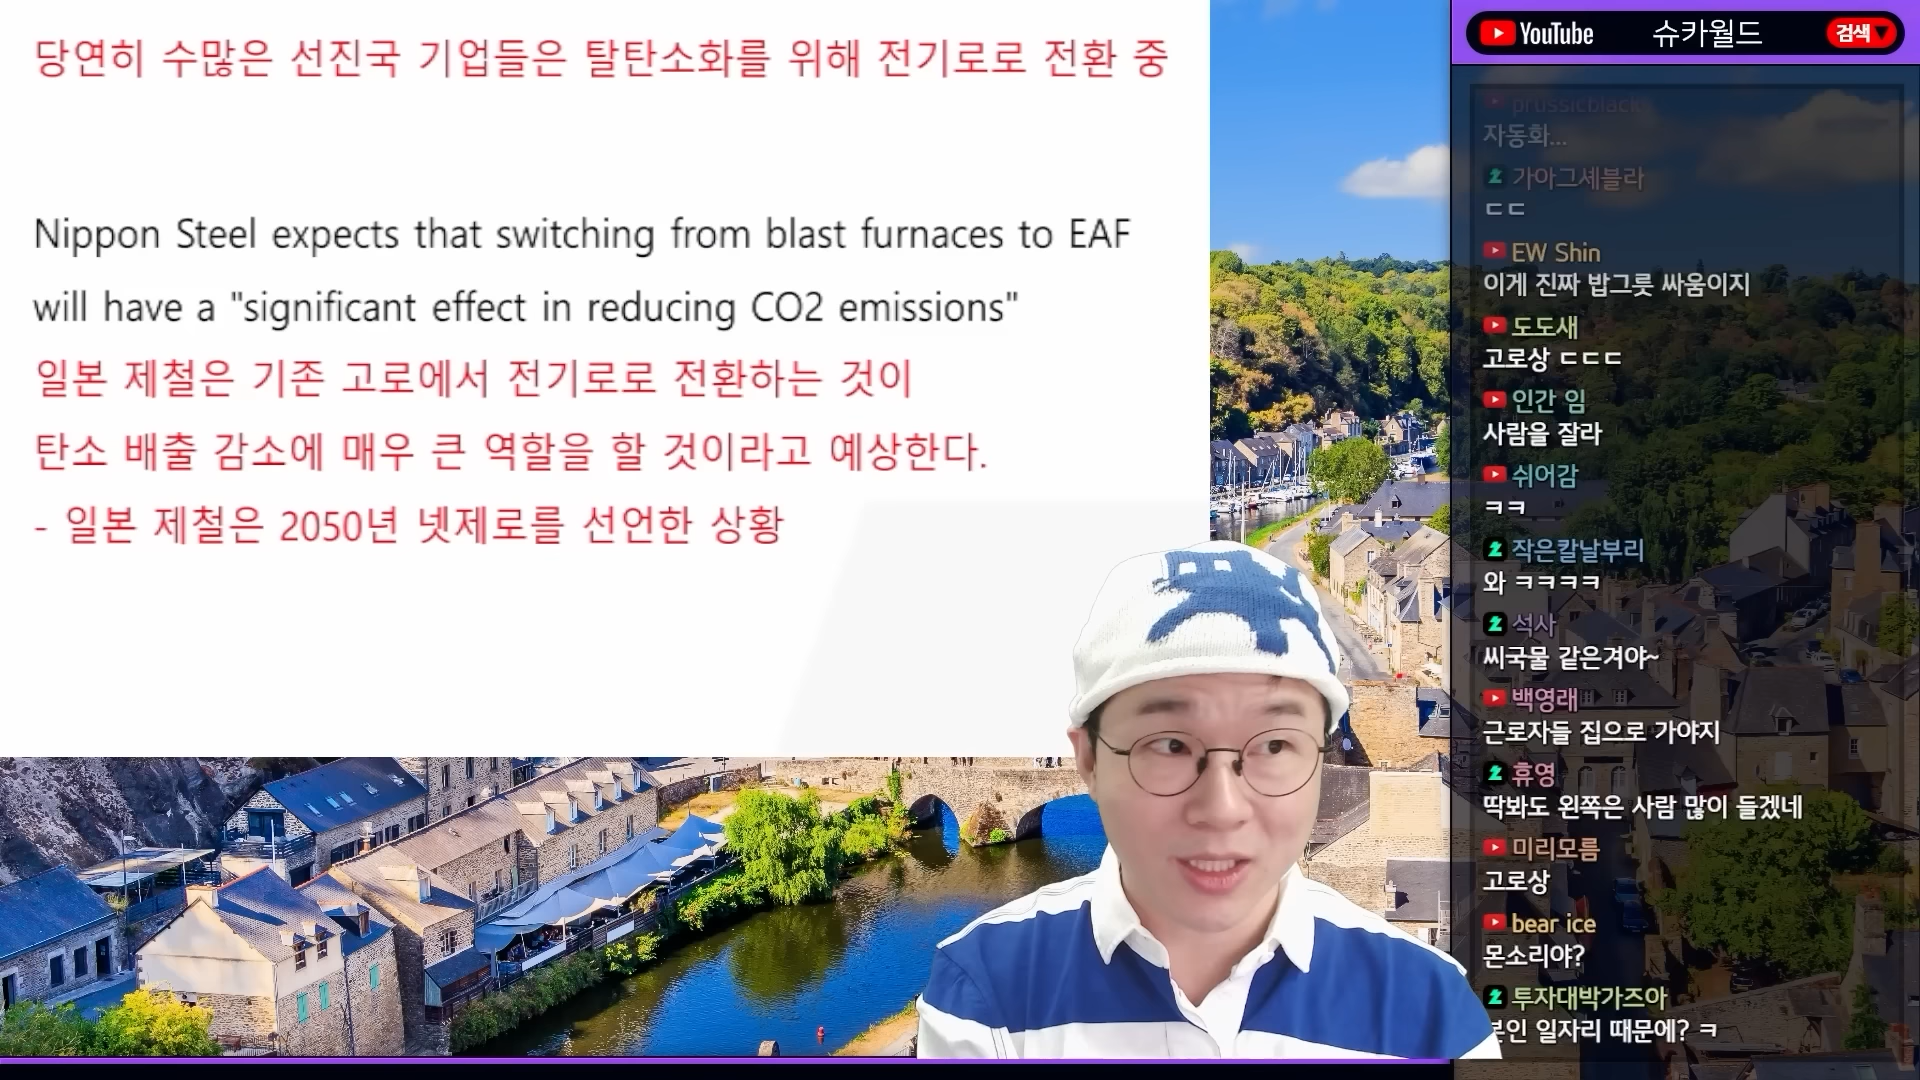 당연히 수많은 선진국 기업들은 탈탄소화를 위해 전기로로 전환 중
Nippon Steel expects that switching from blast furnaces to EAF
will have a "significant effect in reducing CO2 emissions"
일본 제철은 기존 고로에서 전기로로 전환하는 것이
탄소 배출 감소에 매우 큰 역할을 할 것이라고 예상한다.
- 일본 제철은 2050년 넷제로를 선언한 상황
YouTube 슈카월드 검색
prussicblack
자동화...
가아그셰블라
ㄷㄷ
EW Shin
이게 진짜 밥그릇 싸움이지
도도새
고로상 ㄷㄷㄷ
인간 임
사람을 잘라
쉬어감
ㅋㅋ
작은칼날부리
와 ㅋㅋㅋㅋ
석사
씨국물 같은겨야~
백영래
근로자들 집으로 가야지
휴영
딱봐도 왼쪽은 사람 많이 들겠네
미리모름
고로상
bear ice
몬소리야?
투자대박가즈아
본인 일자리 때문에? ㅋ